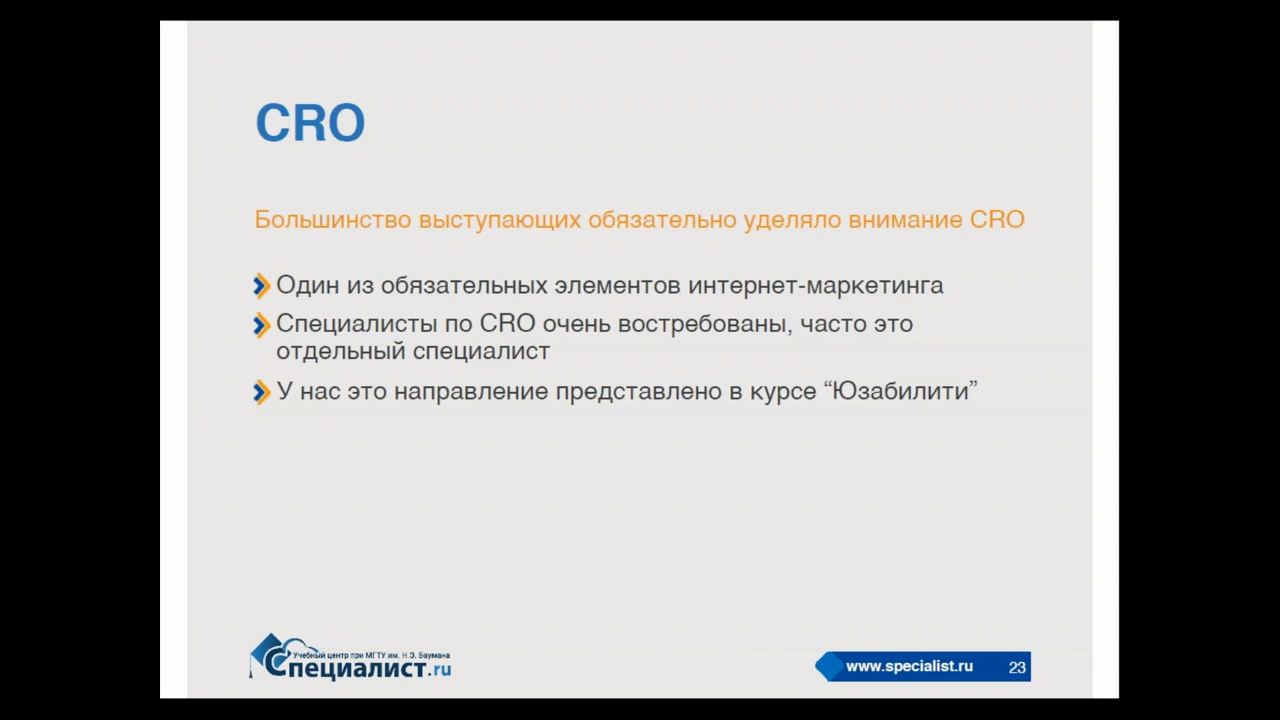 CRO
Большинство выступающих обязательно уделяло внимание CRO
Один из обязательных элементов интернет-маркетинга
Специалисты по CRO очень востребованы, часто это
отдельный специалист
У нас это направление представлено в курсе “Юзабилити”
Учебный центр при МГТУ им. Н.Э. Баумана
Специалист.ru
www.specialist.ru 23